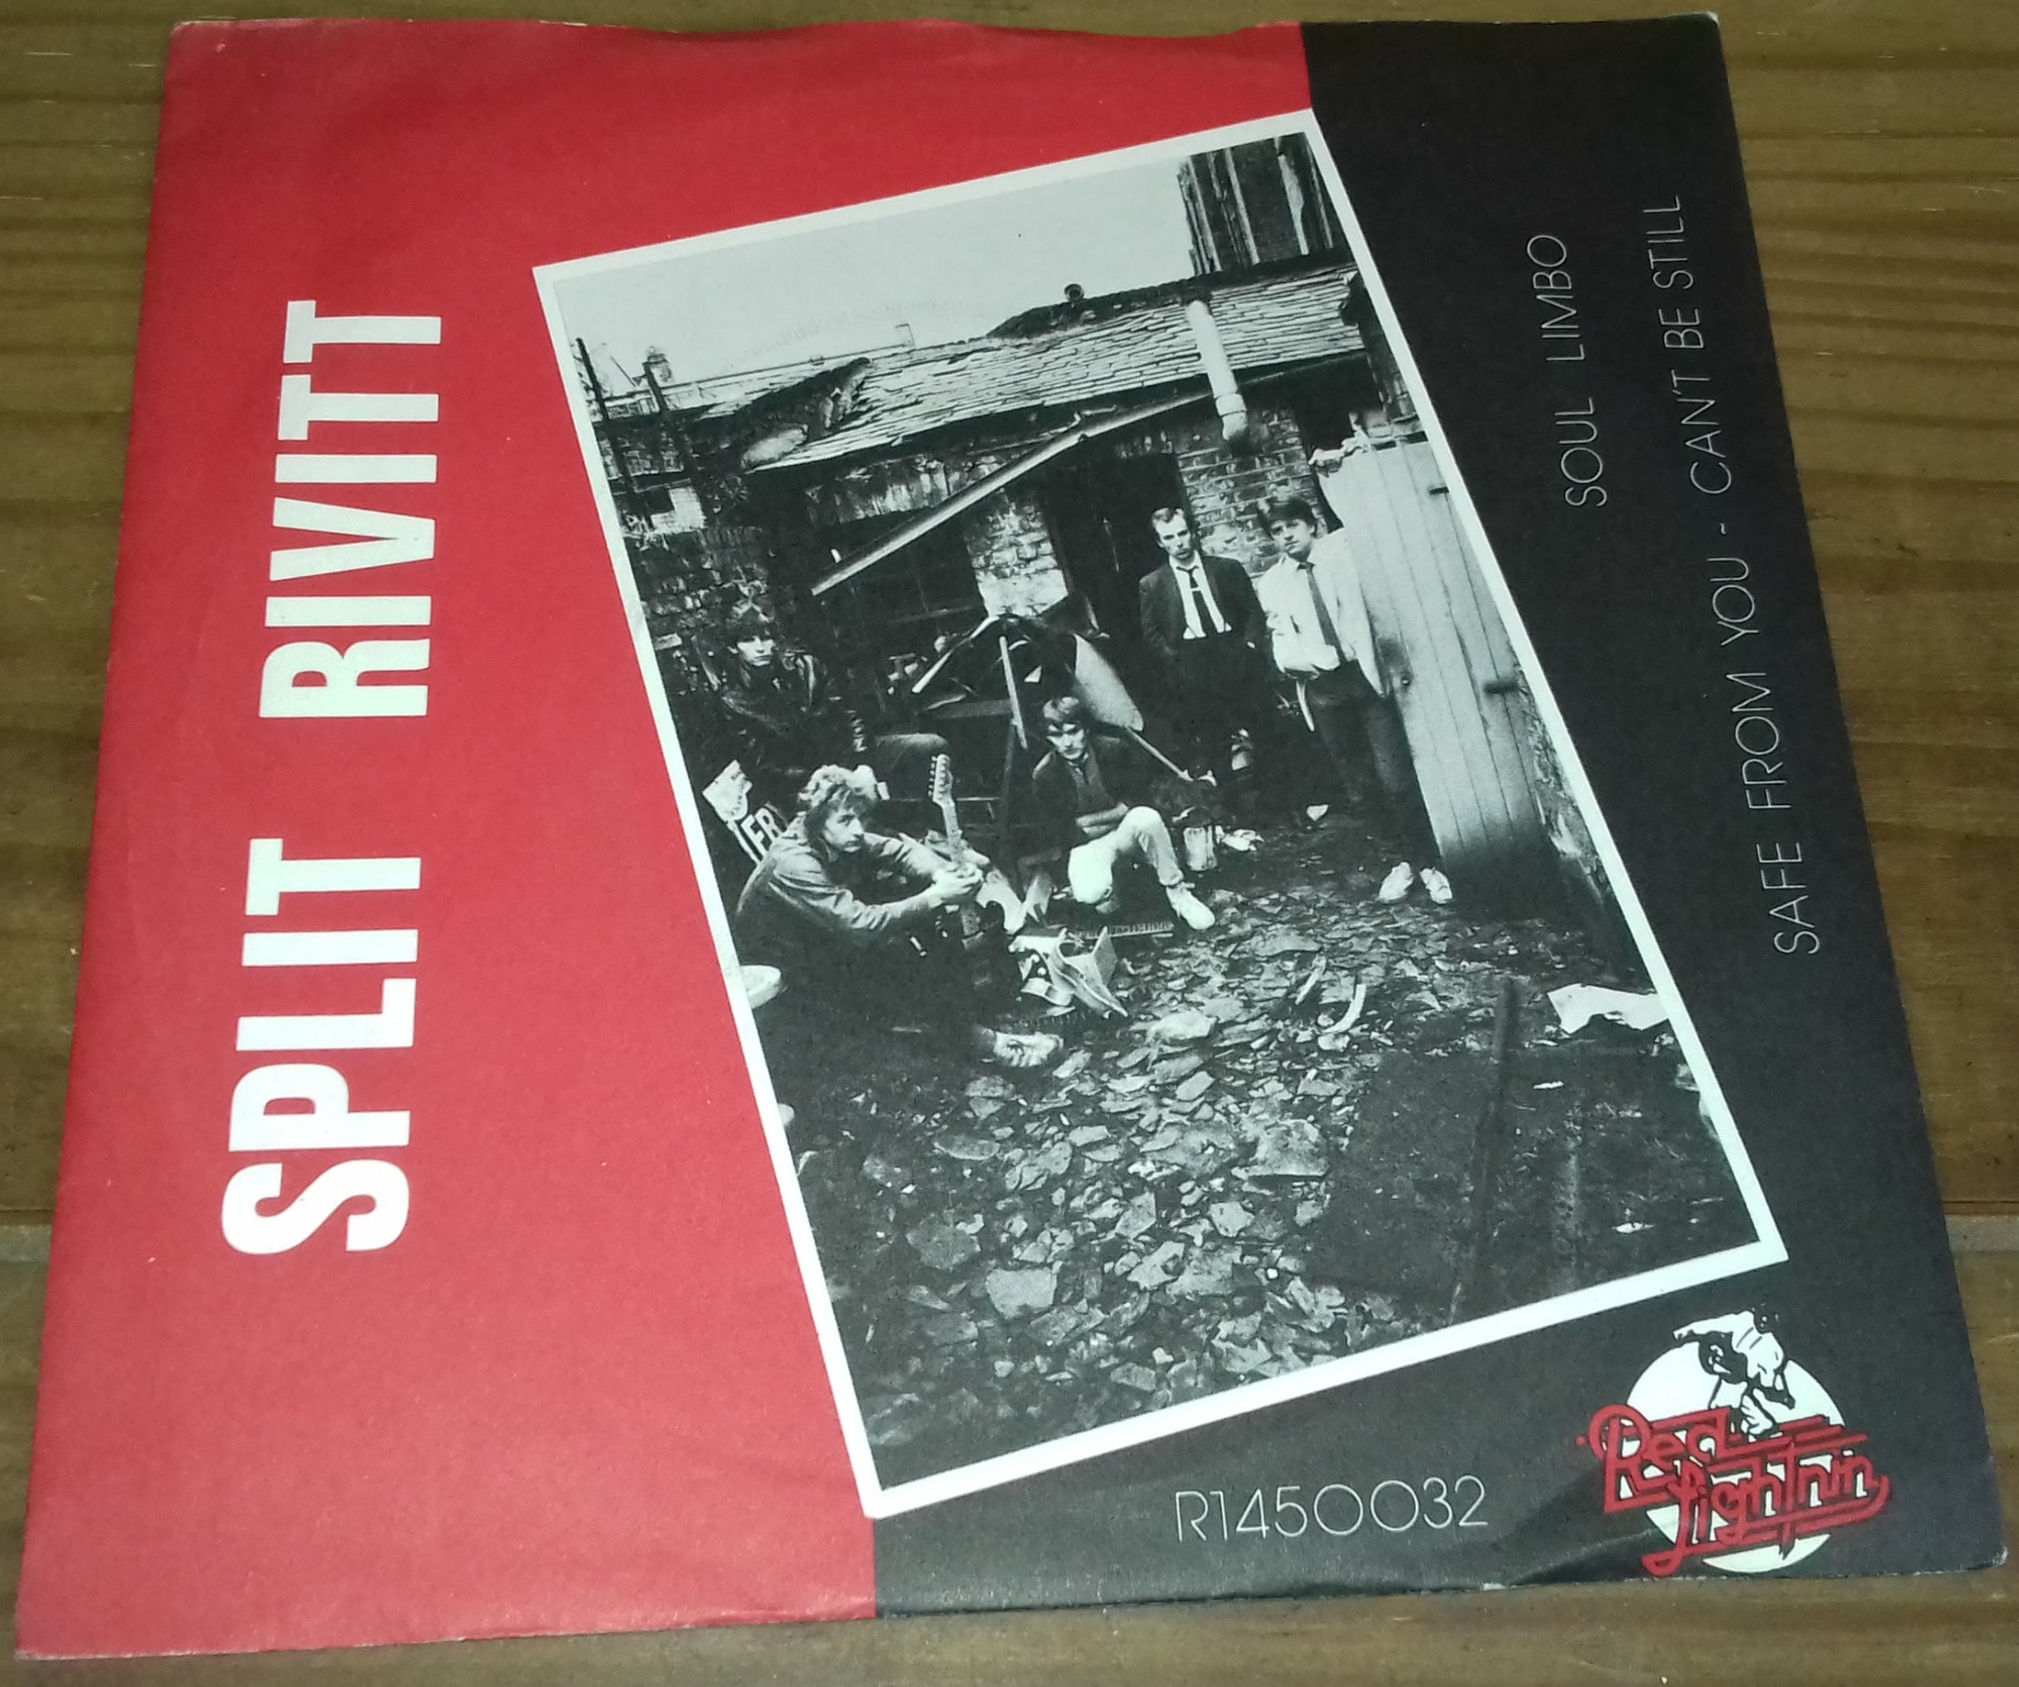 SPLIT RIVITT
SOUL LIMBO
SAFE FROM YOU - CAN'T BE STILL
R1450032
Red
Lightnin